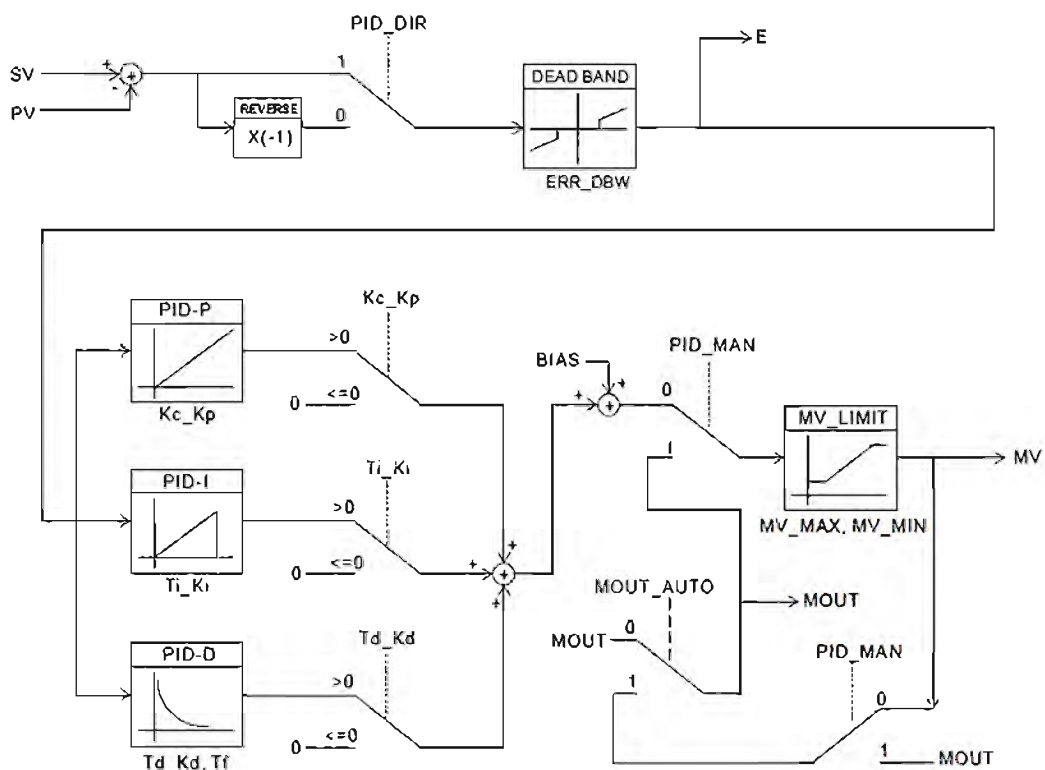 PID_DIR
E
SV
+
+
-
PV
1
DEAD BAND
REVERSE
X(-1)
0
ERR_DBW
Kc_Kp
PID-P
>0
PID_MAN
BIAS
+
0
+
+
0
<=0
Kc_Kp
MV_LIMIT
1
MV
Ti_Ki
PID-I
>0
MV_MAX, MV_MIN
+
0
<=0
+
+
+
Ti_Ki
MOUT_AUTO
MOUT
Td_Kd
PID-D
MOUT
0
PID_MAN
>0
1
0
0
<=0
1
MOUT
Td_Kd, Tf